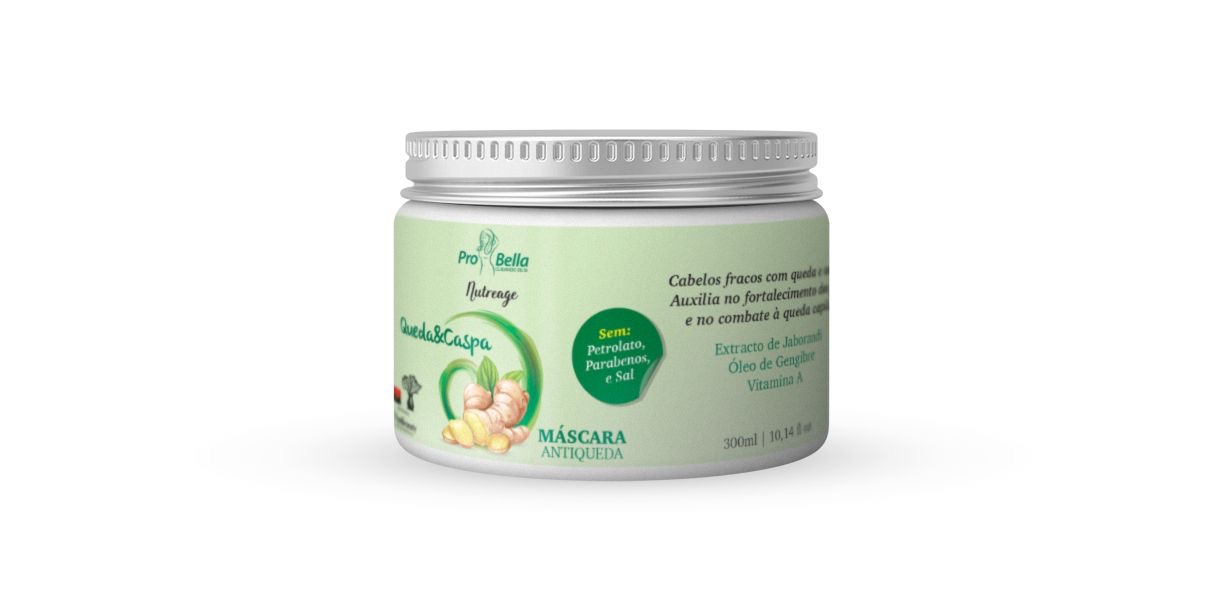 Pro Bella
Nutreage
Queda&Caspa
Sem:
Petrolato,
Parabenos,
e Sal
MÁSCARA
ANTIQUEDA
Cabelos fracos com queda e
Auxilia no fortalecimento
e no combate à queda
Extracto de Jaborandi
Óleo de Gengibre
Vitamina A
300ml | 10,14 fl